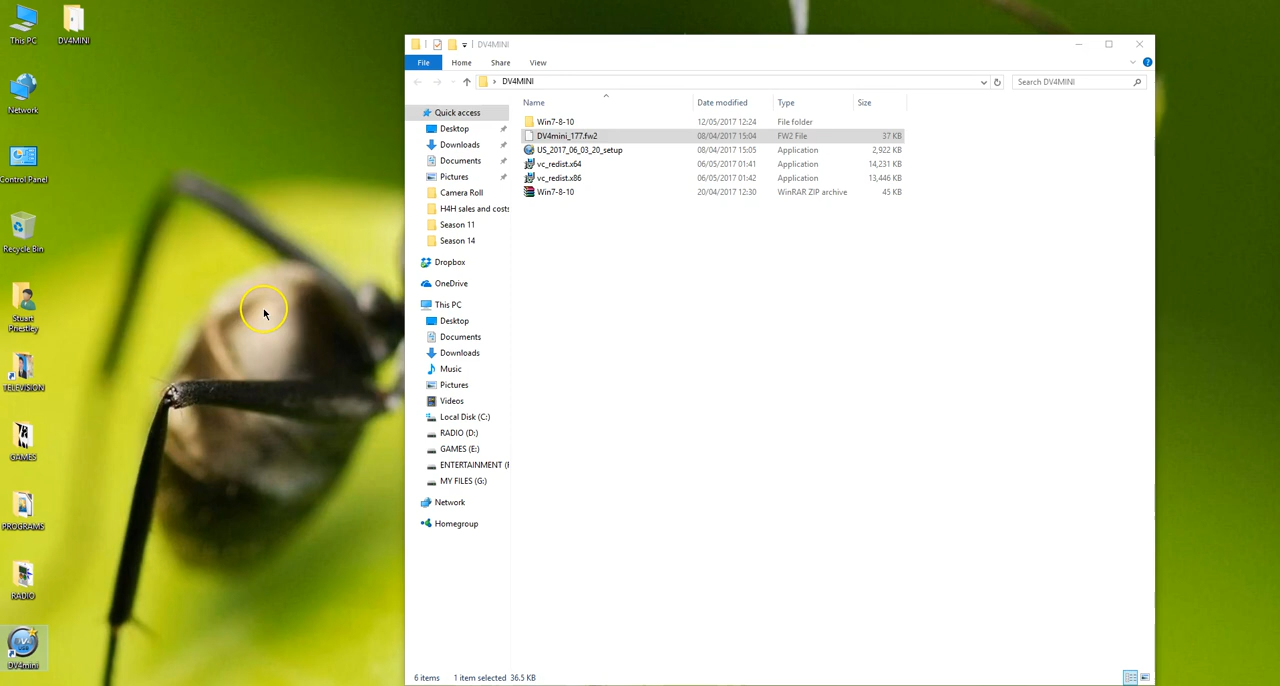 This PC
DV4MINI
Network
Control Panel
Recycle Bin
Stuart
Priestley
TELEVISION
GAMES
PROGRAMS
RADIO
DV4mini
DV4MINI
File
Home
Share
View
DV4MINI
Search DV4MINI
Name
Date modified
Type
Size
Win7-8-10
12/05/2017 12:24
File folder
DV4mini_177.fw2
08/04/2017 15:04
FW2 File
37 KB
US_2017_06_03_20_setup
08/04/2017 15:05
Application
2,922 KB
vc_redist.x64
06/05/2017 01:41
Application
14,231 KB
vc_redist.x86
06/05/2017 01:42
Application
13,446 KB
Win7-8-10
20/04/2017 12:30
WinRAR ZIP archive
45 KB
Quick access
Desktop
Downloads
Documents
Pictures
Camera Roll
H4H sales and costs
Season 11
Season 14
Dropbox
OneDrive
This PC
Desktop
Documents
Downloads
Music
Pictures
Videos
Local Disk (C:)
RADIO (D:)
GAMES (E:)
ENTERTAINMENT (F
MY FILES (G:)
Network
Homegroup
6 items
1 item selected 36.5 KB